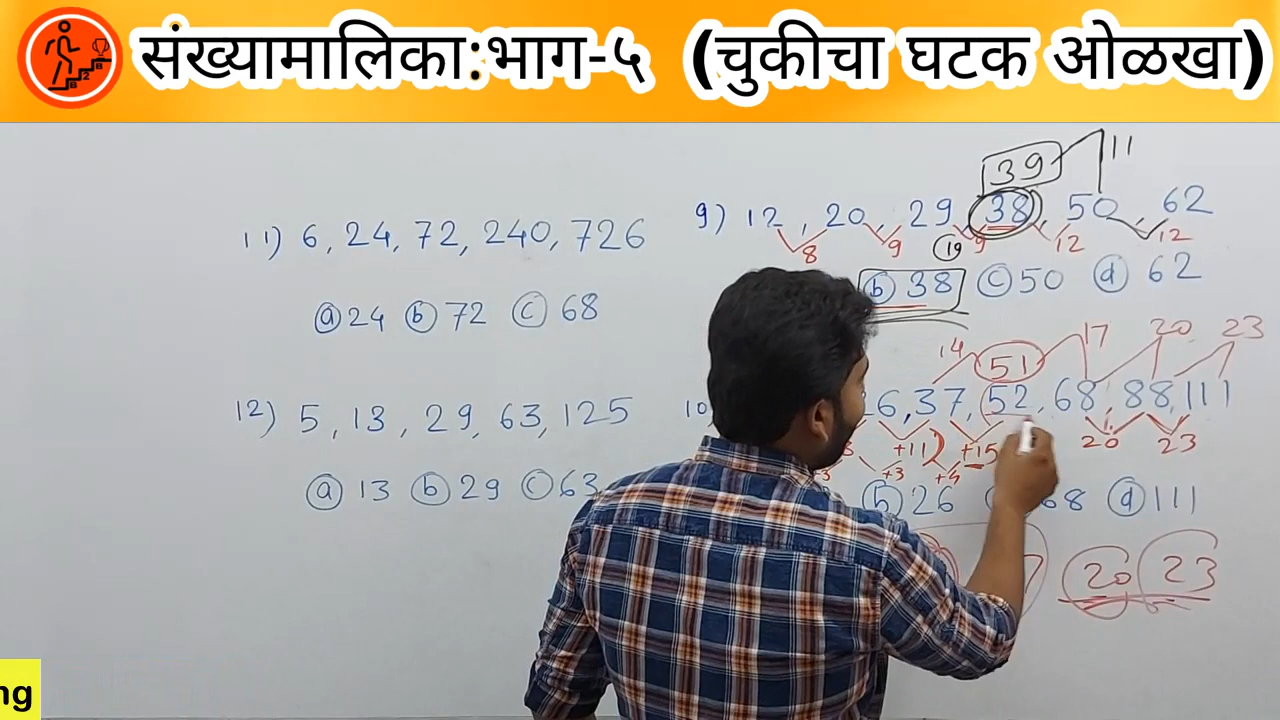 संख्यामालिका:भाग-५ (चुकीचा घटक ओळखा)
11) 6, 24, 72, 240, 726
ⓐ 24 ⓑ 72 ⓒ 68
12) 5, 13, 29, 63, 125
ⓐ 13 ⓑ 29 ⓒ 63
39 11
9) 12, 20, 29, 38, 50, 62
8 9 19 9 12 12
ⓑ 38 ⓒ 50 ⓓ 62
14 51 17 20 23
10 26, 37, 52, 68, 88, 111
+11 +15 20 23
+3 +4
ⓑ 26 68 ⓓ 111
20 23
ng